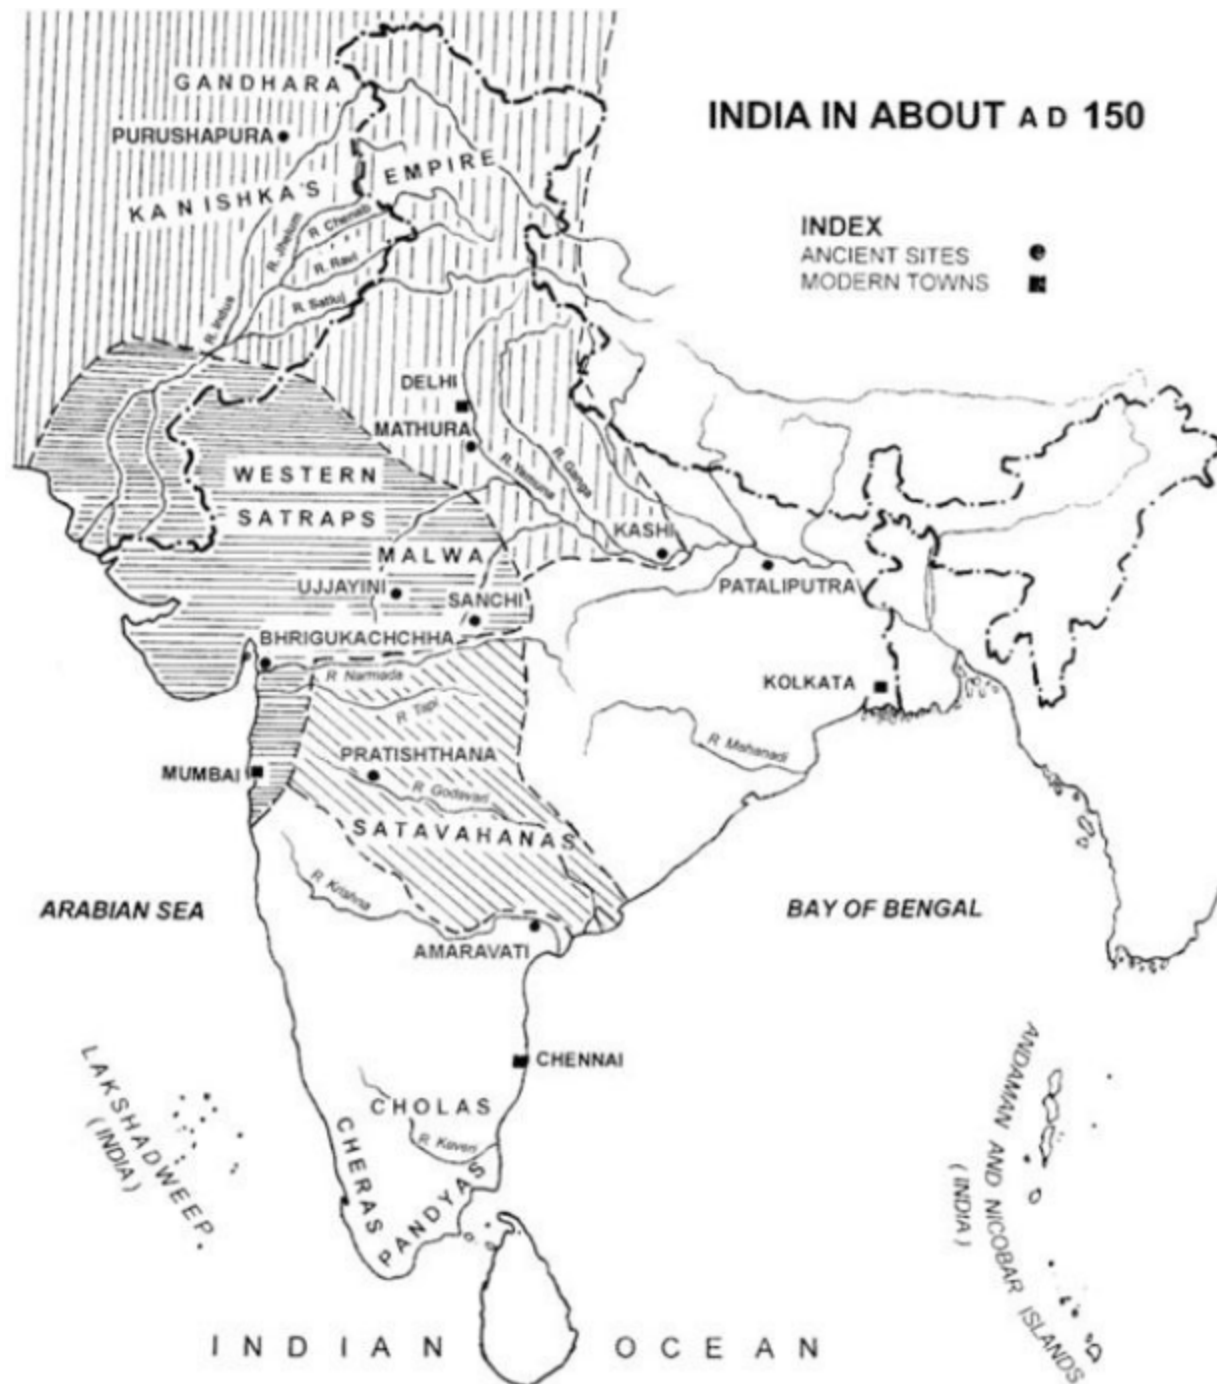 GANDHARA
INDIA IN ABOUT A D 150
PURUSHAPURA
EMPIRE
KANISHKA'S
INDEX
ANCIENT SITES
MODERN TOWNS
R. Jhelum
R. Chenab
R. Ravi
R. Satluj
R. Indus
DELHI
MATHURA
R. Yamuna
R. Ganga
WESTERN
SATRAPS
KASHI
MALWA
UJJAYINI
SANCHI
PATALIPUTRA
BHRIGUKACHCHHA
R. Narmada
KOLKATA
R. Tapi
R. Mahanadi
PRATISHTHANA
MUMBAI
R. Godavari
SATAVAHANAS
R. Krishna
ARABIAN SEA
BAY OF BENGAL
AMARAVATI
CHENNAI
LAKSHADWEEP
(INDIA)
CHOLAS
R. Kaveri
CHERAS
PANDYAS
ANDAMAN AND NICOBAR ISLANDS
(INDIA)
INDIAN OCEAN